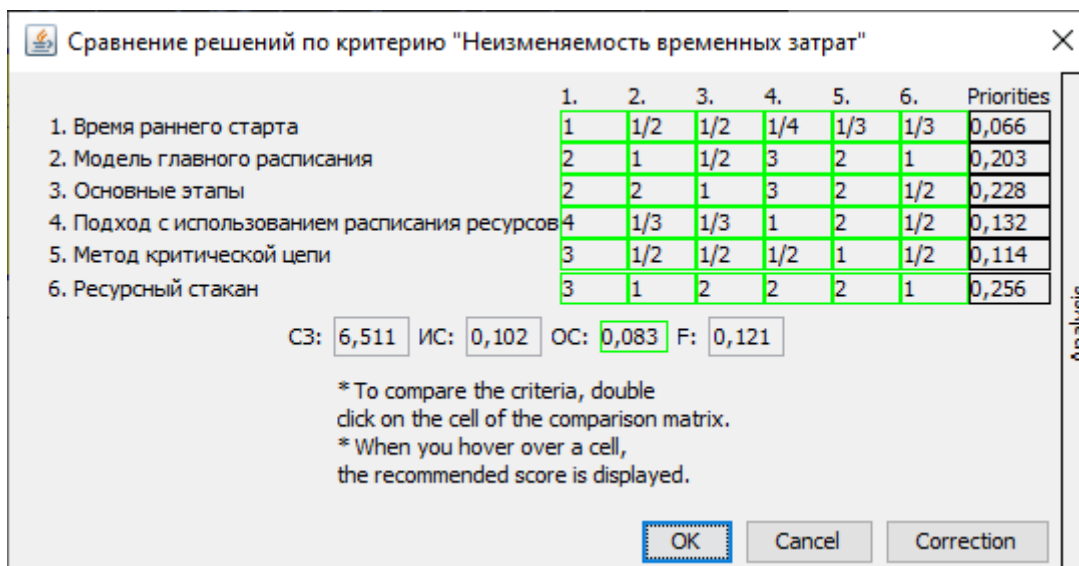 Сравнение решений по критерию "Неизменяемость временных затрат"
1. 2. 3. 4. 5. 6. Priorities
1. Время раннего старта 1 1/2 1/2 1/4 1/3 1/3 0,066
2. Модель главного расписания 2 1 1/2 3 2 1 0,203
3. Основные этапы 2 2 1 3 2 1/2 0,228
4. Подход с использованием расписания ресурсов 4 1/3 1/3 1 2 1/2 0,132
5. Метод критической цепи 3 1/2 1/2 1/2 1 1/2 0,114
6. Ресурсный стакан 3 1 2 2 2 1 0,256
СЗ: 6,511 ИС: 0,102 ОС: 0,083 F: 0,121
* To compare the criteria, double
click on the cell of the comparison matrix.
* When you hover over a cell,
the recommended score is displayed.
OK Cancel Correction
Analysis